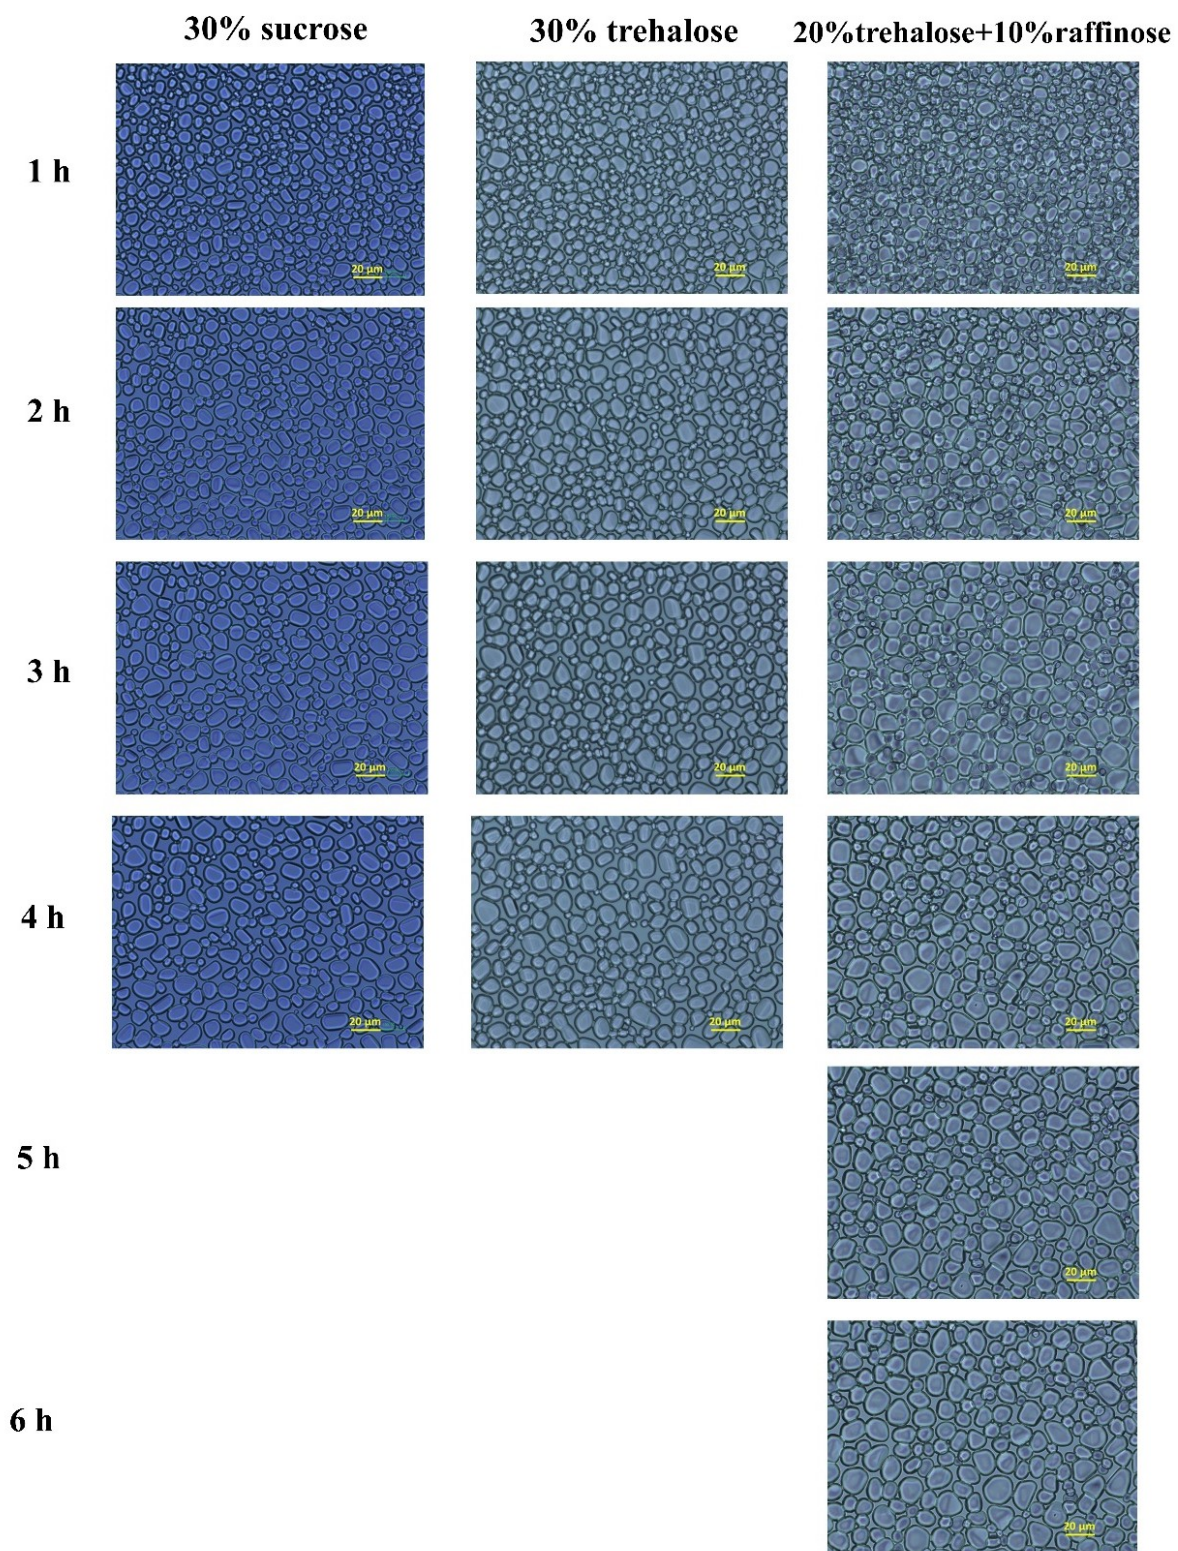 30% sucrose
30% trehalose
20%trehalose+10%raffinose
1 h
20 µm
20 µm
20 µm
2 h
20 µm
20 µm
20 µm
3 h
20 µm
20 µm
20 µm
4 h
20 µm
20 µm
20 µm
5 h
20 µm
6 h
20 µm